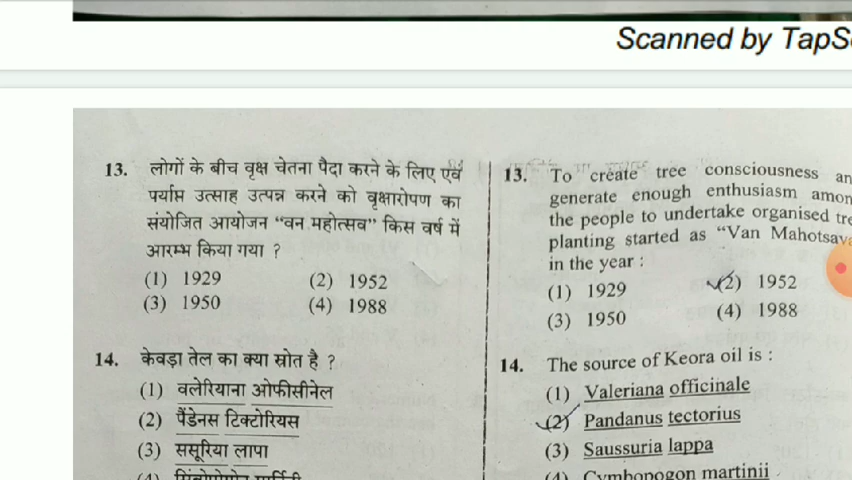 Scanned by
13. लोगों के बीच वृक्ष चेतना पैदा करने के लिए एवं
पर्याप्त उत्साह उत्पन्न करने को वृक्षारोपण का
संयोजित आयोजन “वन महोत्सव” किस वर्ष में
आरम्भ किया गया ?
(1) 1929 (2) 1952
(3) 1950 (4) 1988
14. केवड़ा तेल का क्या स्रोत है ?
(1) वलेरियाना ओफीसीनेल
(2) पैंडेनस टिक्टोरियस
(3) ससूरिया लापा
13. To create tree consciousness
generate enough enthusiasm
the people to undertake organised
planting started as “Van
in the year :
(1) 1929 (2) 1952
(3) 1950 (4) 1988
14. The source of Keora oil is :
(1) Valeriana officinale
(2) Pandanus tectorius
(3) Saussuria lappa
(4) Cymbopogon martinii